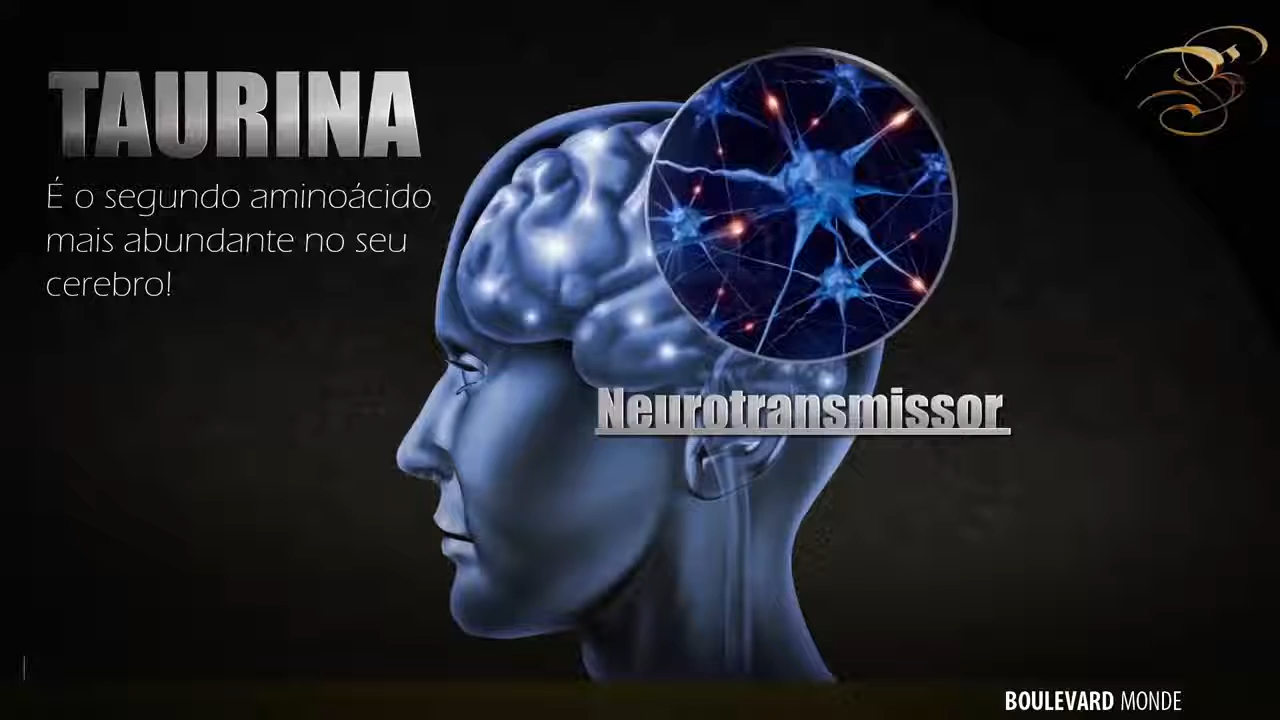 TAURINA
É o segundo aminoácido
mais abundante no seu
cerebro!
Neurotransmissor
BOULEVARD MONDE